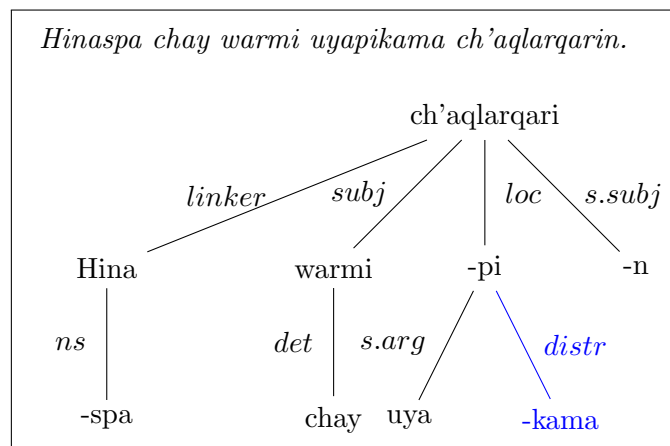 Hinaspa chay warmi uyapikama ch'aqlarqarin.
ch'aqlarqari
linker subj loc s.subj
Hina warmi -pi -n
ns det s.arg distr
-spa chay uya -kama